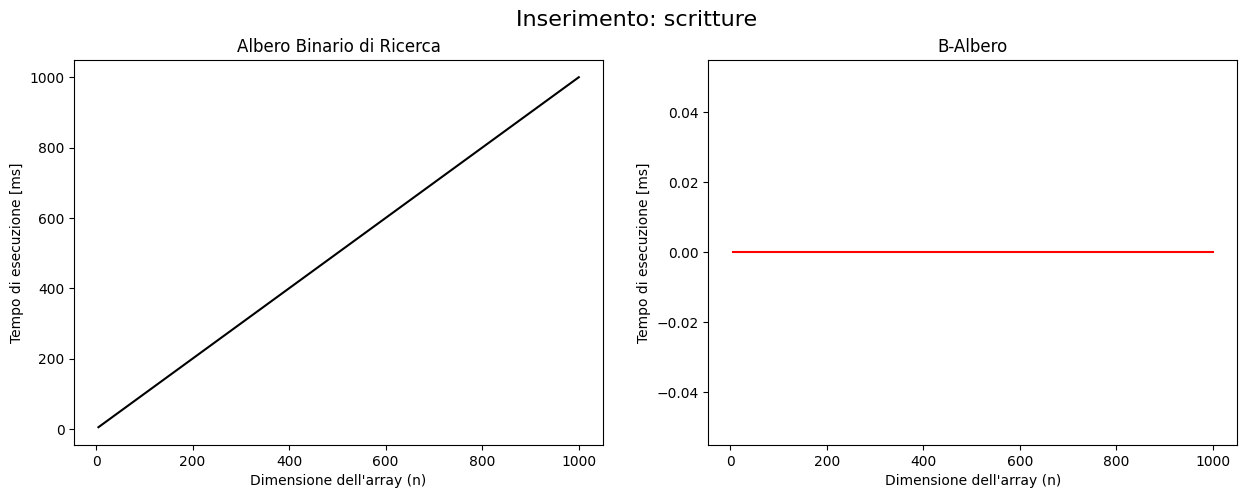 Inserimento: scritture
Albero Binario di Ricerca
1000
800
600
400
200
0
Tempo di esecuzione [ms]
0 200 400 600 800 1000
Dimensione dell'array (n)
B-Albero
0.04
0.02
0.00
−0.02
−0.04
Tempo di esecuzione [ms]
0 200 400 600 800 1000
Dimensione dell'array (n)